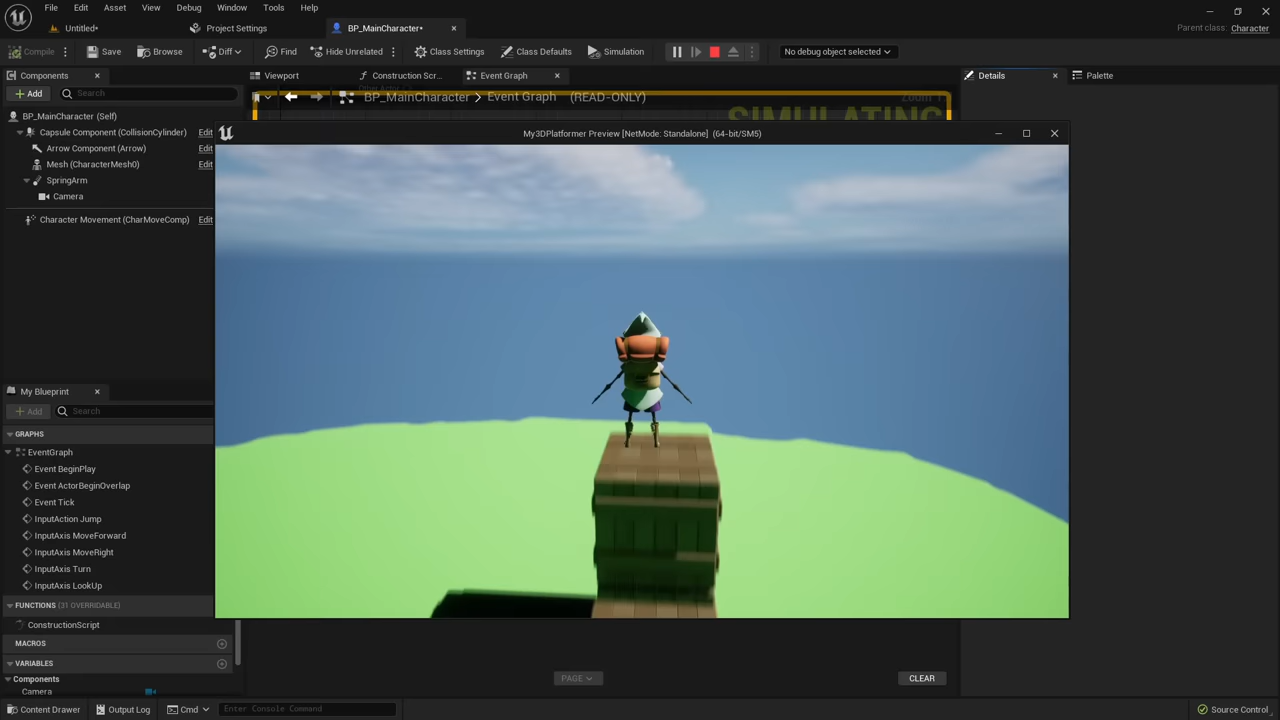 File Edit Asset View Debug Window Tools Help
Untitled* Project Settings BP_MainCharacter*
Parent class: Character
Compile Save Browse Diff Find Hide Unrelated Class Settings Class Defaults Simulation No debug object selected
Components Viewport Construction Scr... Event Graph Details Palette
Add Search BP_MainCharacter > Event Graph (READ-ONLY) Zoom
SIMULATING
BP_MainCharacter (Self)
Capsule Component (CollisionCylinder) Edit
My3DPlatformer Preview [NetMode: Standalone] (64-bit/SM5)
Arrow Component (Arrow) Edit
Mesh (CharacterMesh0) Edit
SpringArm
Camera
Character Movement (CharMoveComp) Edit
My Blueprint
Add Search
GRAPHS
EventGraph
Event BeginPlay
Event ActorBeginOverlap
Event Tick
InputAction Jump
InputAxis MoveForward
InputAxis MoveRight
InputAxis Turn
InputAxis LookUp
FUNCTIONS (31 OVERRIDABLE)
ConstructionScript
MACROS
VARIABLES
Components
Camera
PAGE CLEAR
Content Drawer Output Log Cmd Enter Console Command Source Control